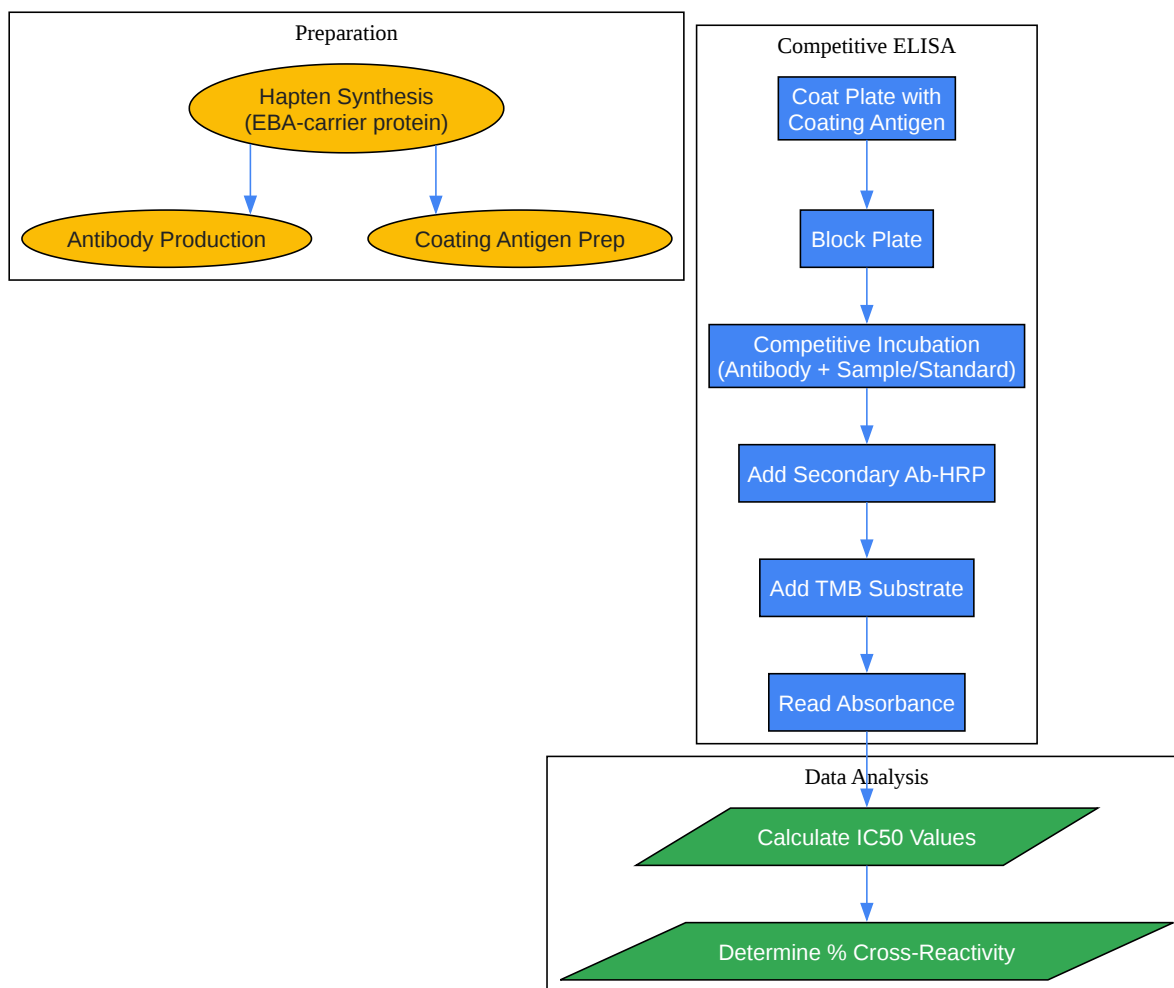 Preparation
Hapten Synthesis
(EBA-carrier protein)
Antibody Production
Coating Antigen Prep
Competitive ELISA
Coat Plate with
Coating Antigen
Block Plate
Competitive Incubation
(Antibody + Sample/Standard)
Add Secondary Ab-HRP
Add TMB Substrate
Read Absorbance
Data Analysis
Calculate IC50 Values
Determine % Cross-Reactivity